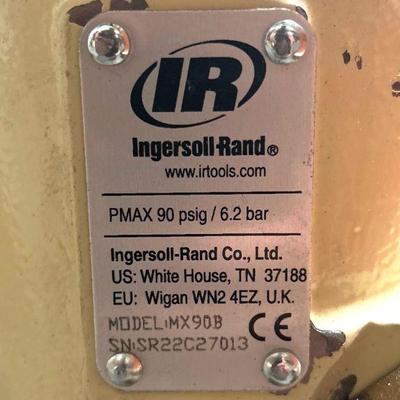 IR
Ingersoll-Rand®
www.irtools.com
PMAX 90 psig / 6.2 bar
Ingersoll-Rand Co., Ltd.
US: White House, TN 37188
EU: Wigan WN2 4EZ, U.K.
MODEL:MX90B CE
SN:SR22C27013